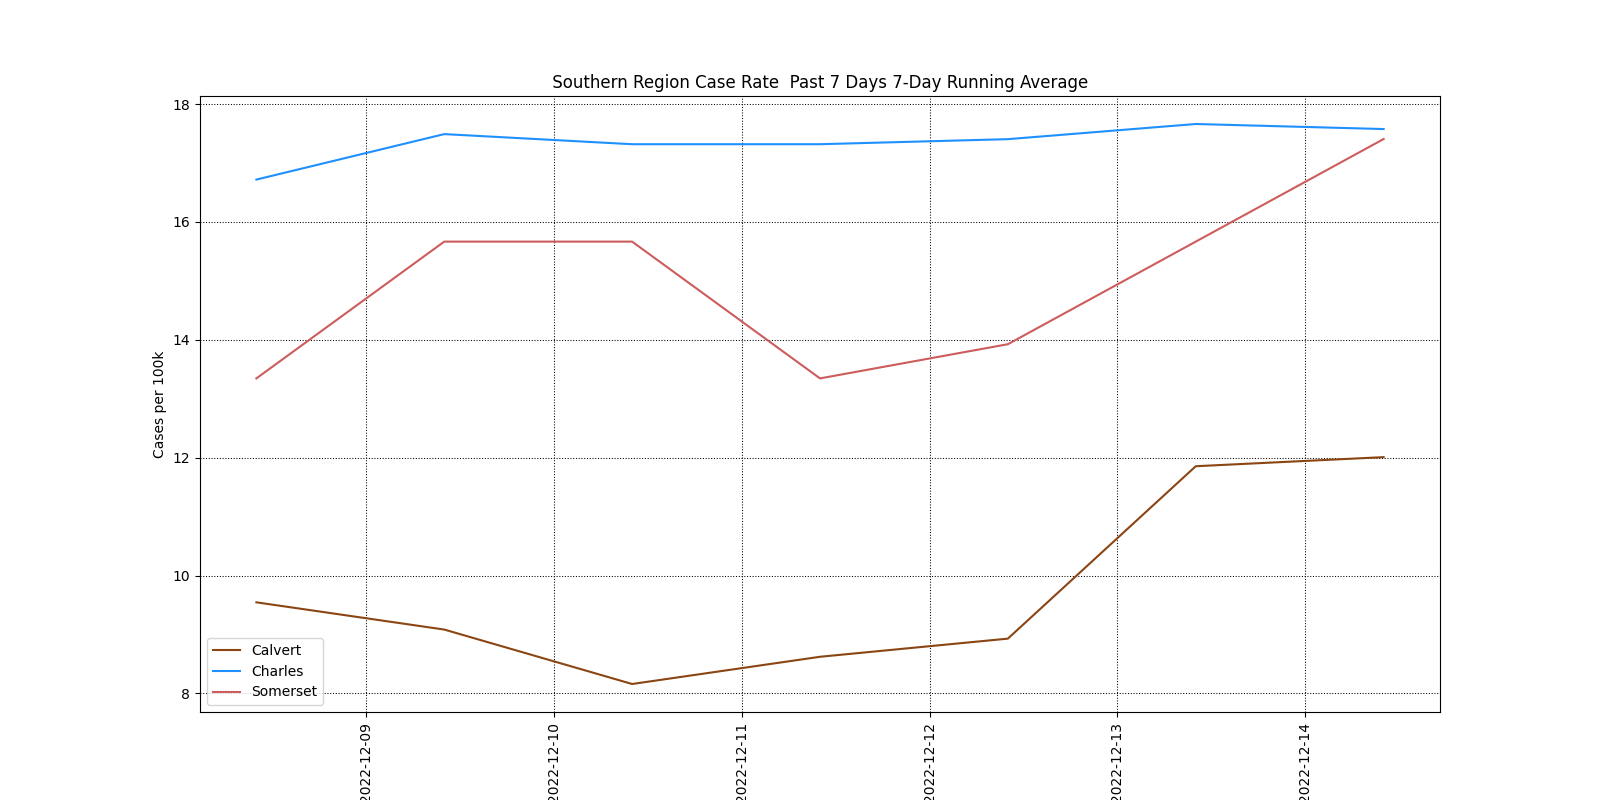 Southern Region Case Rate  Past 7 Days 7-Day Running Average
18
16
14
12
10
8
Cases per 100k
Calvert
Charles
Somerset
2022-12-09
2022-12-10
2022-12-11
2022-12-12
2022-12-13
2022-12-14